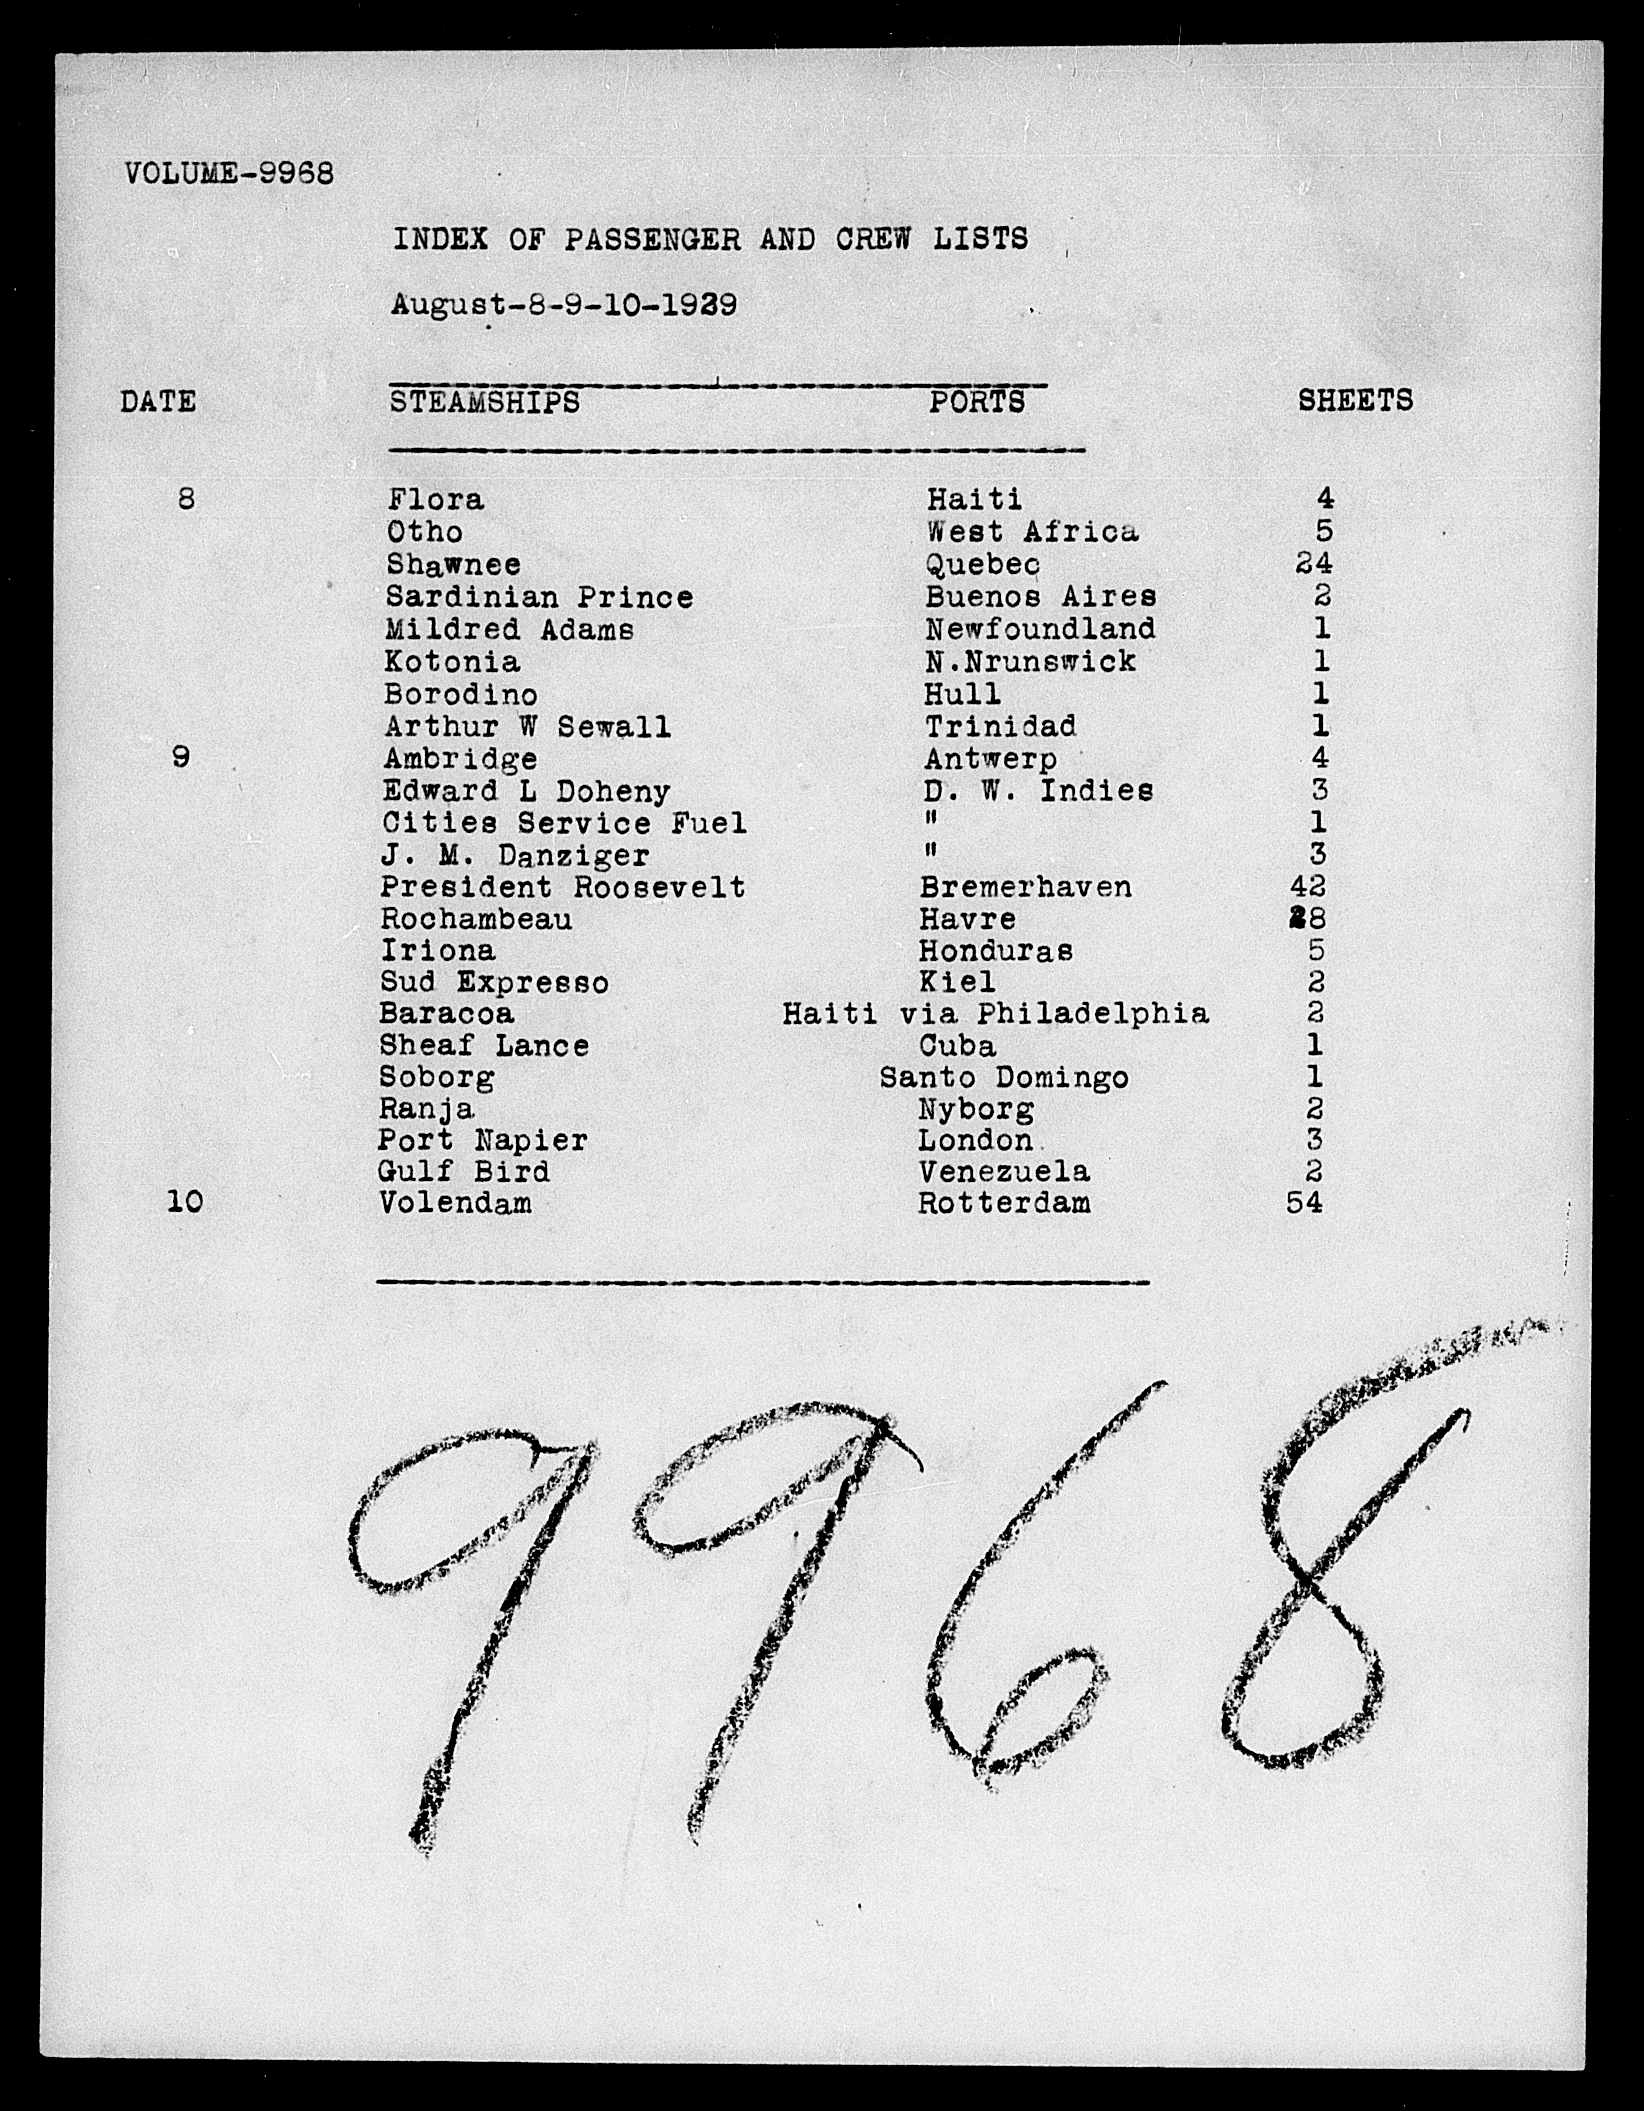 VOLUME-9968
INDEX OF PASSENGER AND CREW LISTS
August-8-9-10-1929
DATE STEAMSHIPS PORTS SHEETS
8 Flora Haiti 4
Otho West Africa 5
Shawnee Quebec 24
Sardinian Prince Buenos Aires 2
Mildred Adams Newfoundland 1
Kotonia N.Nrunswick 1
Borodino Hull 1
Arthur W Sewall Trinidad 1
9 Ambridge Antwerp 4
Edward L Doheny D. W. Indies 3
Cities Service Fuel " 1
J. M. Danziger " 3
President Roosevelt Bremerhaven 42
Rochambeau Havre 28
Iriona Honduras 5
Sud Expresso Kiel 2
Baracoa Haiti via Philadelphia 2
Sheaf Lance Cuba 1
Soborg Santo Domingo 1
Ranja Nyborg 2
Port Napier London 3
Gulf Bird Venezuela 2
10 Volendam Rotterdam 54
9968